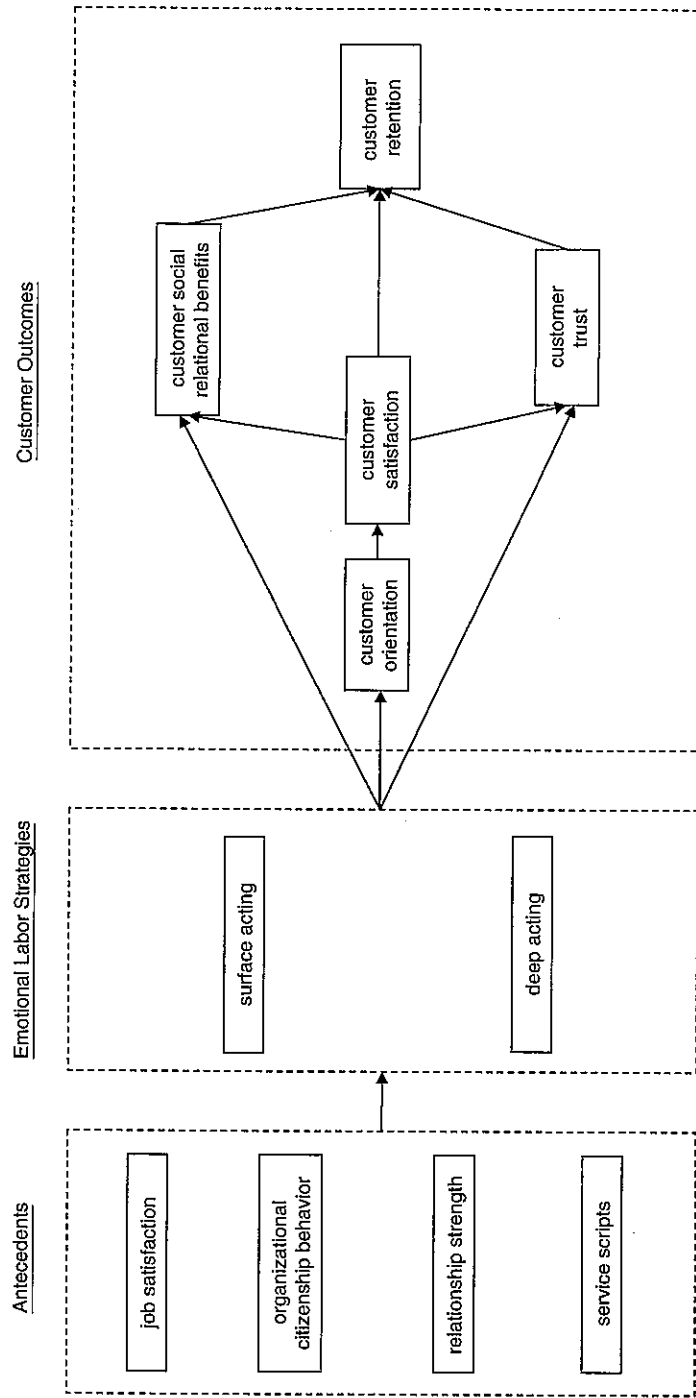 Antecedents
job satisfaction
organizational
citizenship behavior
relationship strength
service scripts
Emotional Labor Strategies
surface acting
deep acting
Customer Outcomes
customer social
relational benefits
customer
orientation
customer
satisfaction
customer
trust
customer
retention